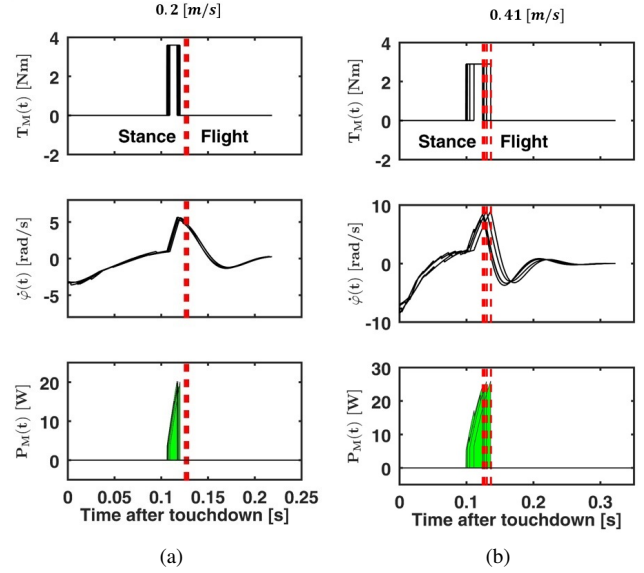 0.2 [m/s]
0.41 [m/s]
T_M(t) [Nm]
4
2
0
-2
Stance
Flight
T_M(t) [Nm]
4
2
0
-2
Stance
Flight
φ̇(t) [rad/s]
5
0
-5
φ̇(t) [rad/s]
10
0
-10
P_M(t) [W]
20
10
0
0
0.05
0.1
0.15
0.2
0.25
Time after touchdown [s]
P_M(t) [W]
30
20
10
0
0
0.1
0.2
0.3
Time after touchdown [s]
(a)
(b)